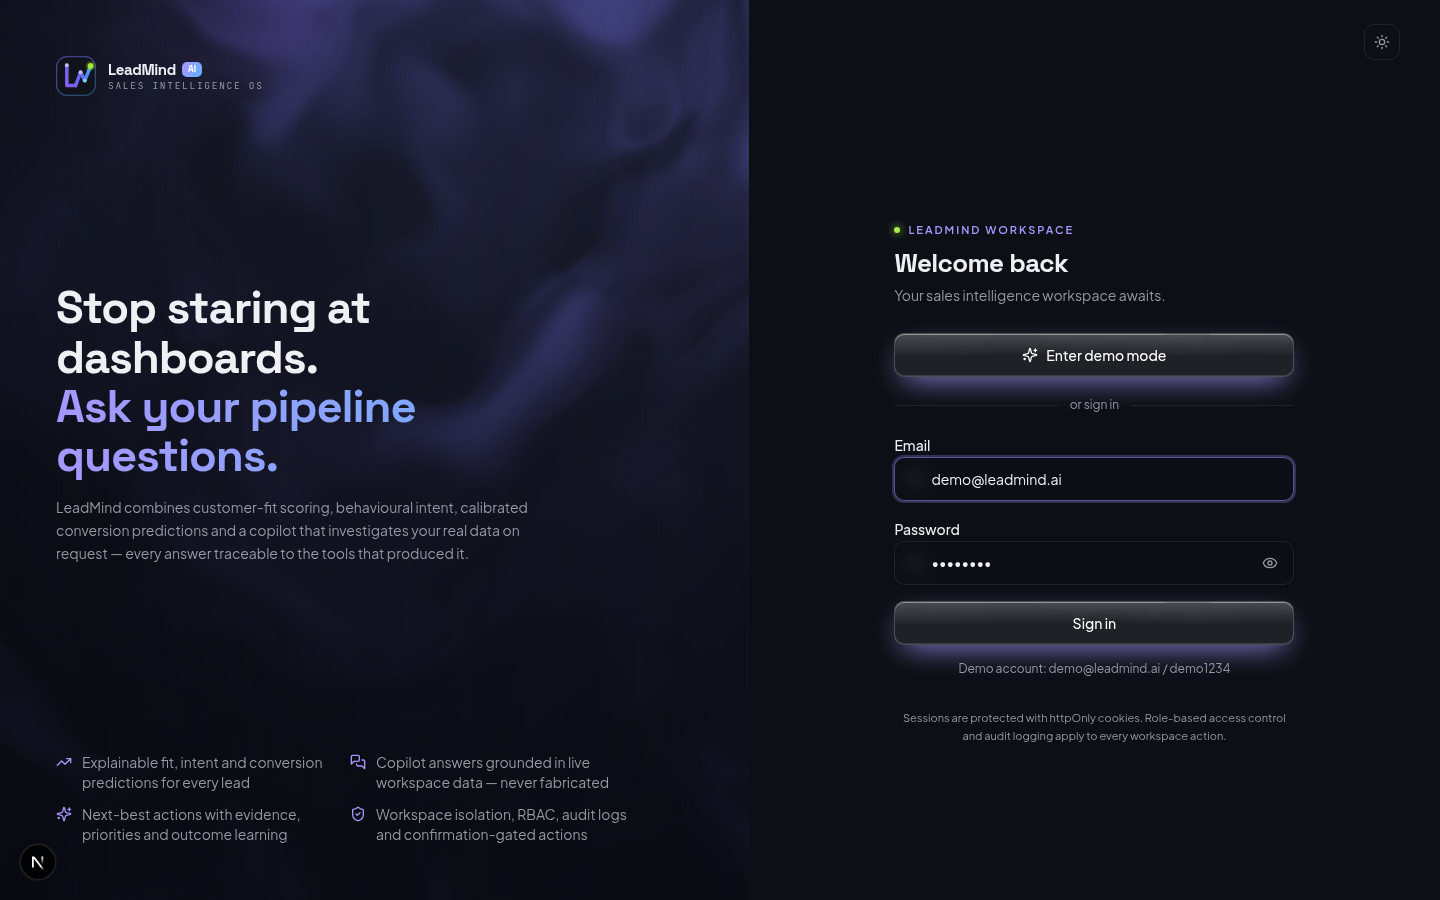 LeadMind AI
SALES INTELLIGENCE OS
Stop staring at
dashboards.
Ask your pipeline
questions.
LeadMind combines customer-fit scoring, behavioural intent, calibrated
conversion predictions and a copilot that investigates your real data on
request — every answer traceable to the tools that produced it.
Explainable fit, intent and conversion
predictions for every lead
Copilot answers grounded in live
workspace data — never fabricated
Next-best actions with evidence,
priorities and outcome learning
Workspace isolation, RBAC, audit logs
and confirmation-gated actions
N
LEADMIND WORKSPACE
Welcome back
Your sales intelligence workspace awaits.
Enter demo mode
or sign in
Email
demo@leadmind.ai
Password
••••••••
Sign in
Demo account: demo@leadmind.ai / demo1234
Sessions are protected with httpOnly cookies. Role-based access control
and audit logging apply to every workspace action.